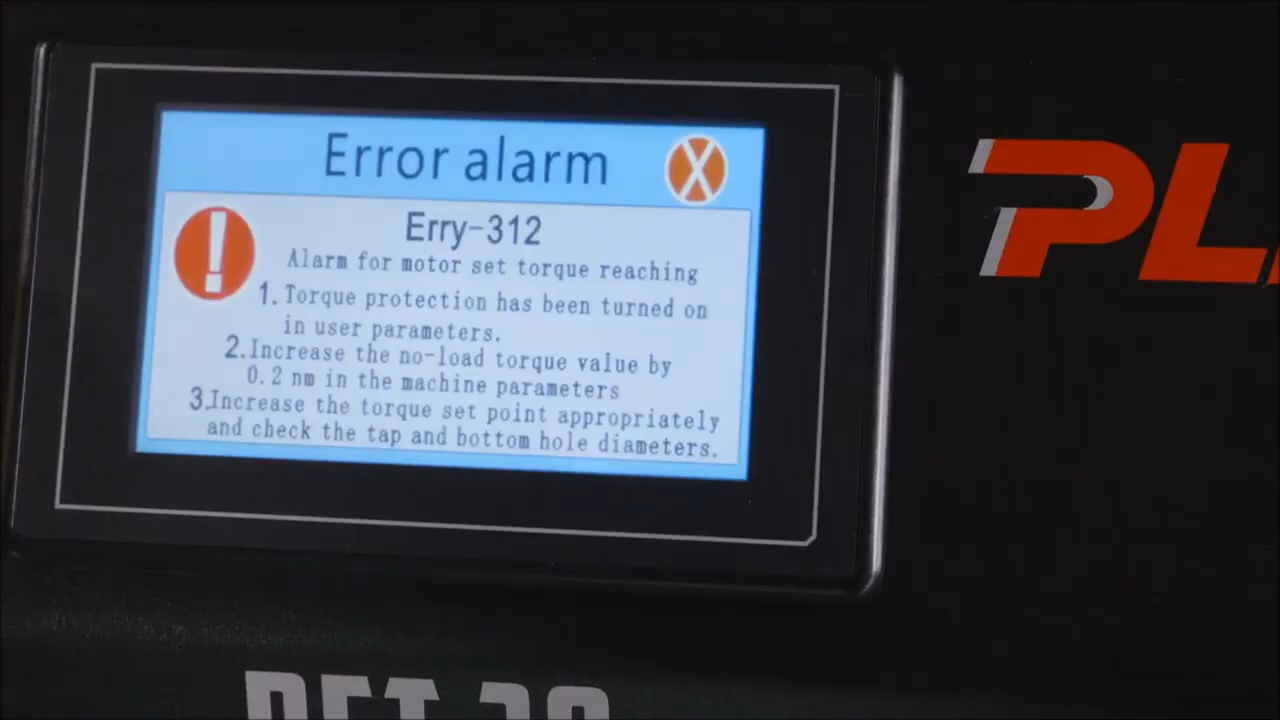 Error alarm X
Erry-312
Alarm for motor set torque reaching
1. Torque protection has been turned on
in user parameters.
2. Increase the no-load torque value by
0.2 nm in the machine parameters
3. Increase the torque set point appropriately
and check the tap and bottom hole diameters.
PL